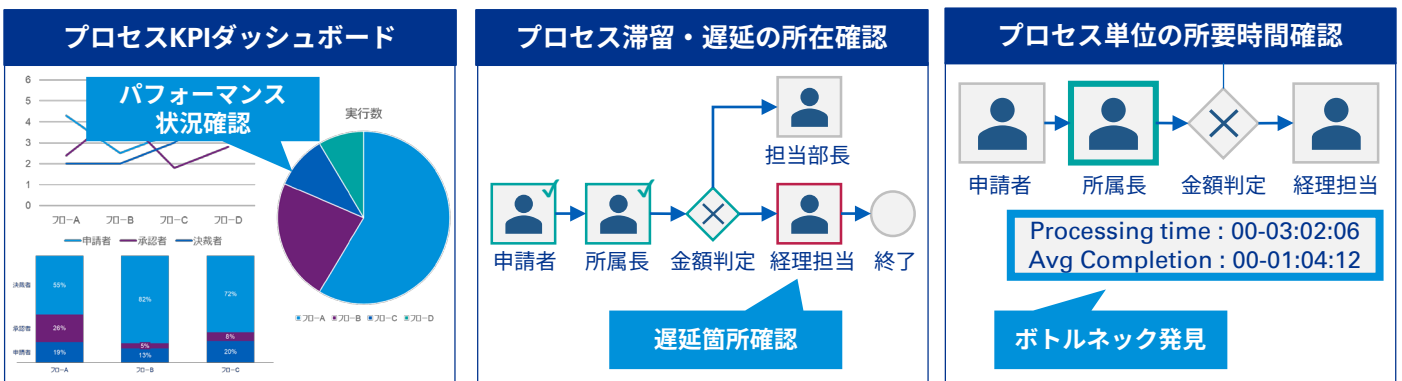 プロセスKPIダッシュボード
パフォーマンス
状況確認
6
5
4
3
2
1
0
フローA フローB フローC フローD
申請者 承認者 決裁者
実行数
フローA フローB フローC フローD
決裁者
承認者
申請者
55%
26%
19%
82%
5%
13%
72%
8%
20%
フローA フローB フローC
プロセス滞留・遅延の所在確認
担当部長
申請者 所属長 金額判定 経理担当 終了
遅延箇所確認
プロセス単位の所要時間確認
申請者 所属長 金額判定 経理担当
Processing time : 00-03:02:06
Avg Completion : 00-01:04:12
ボトルネック発見